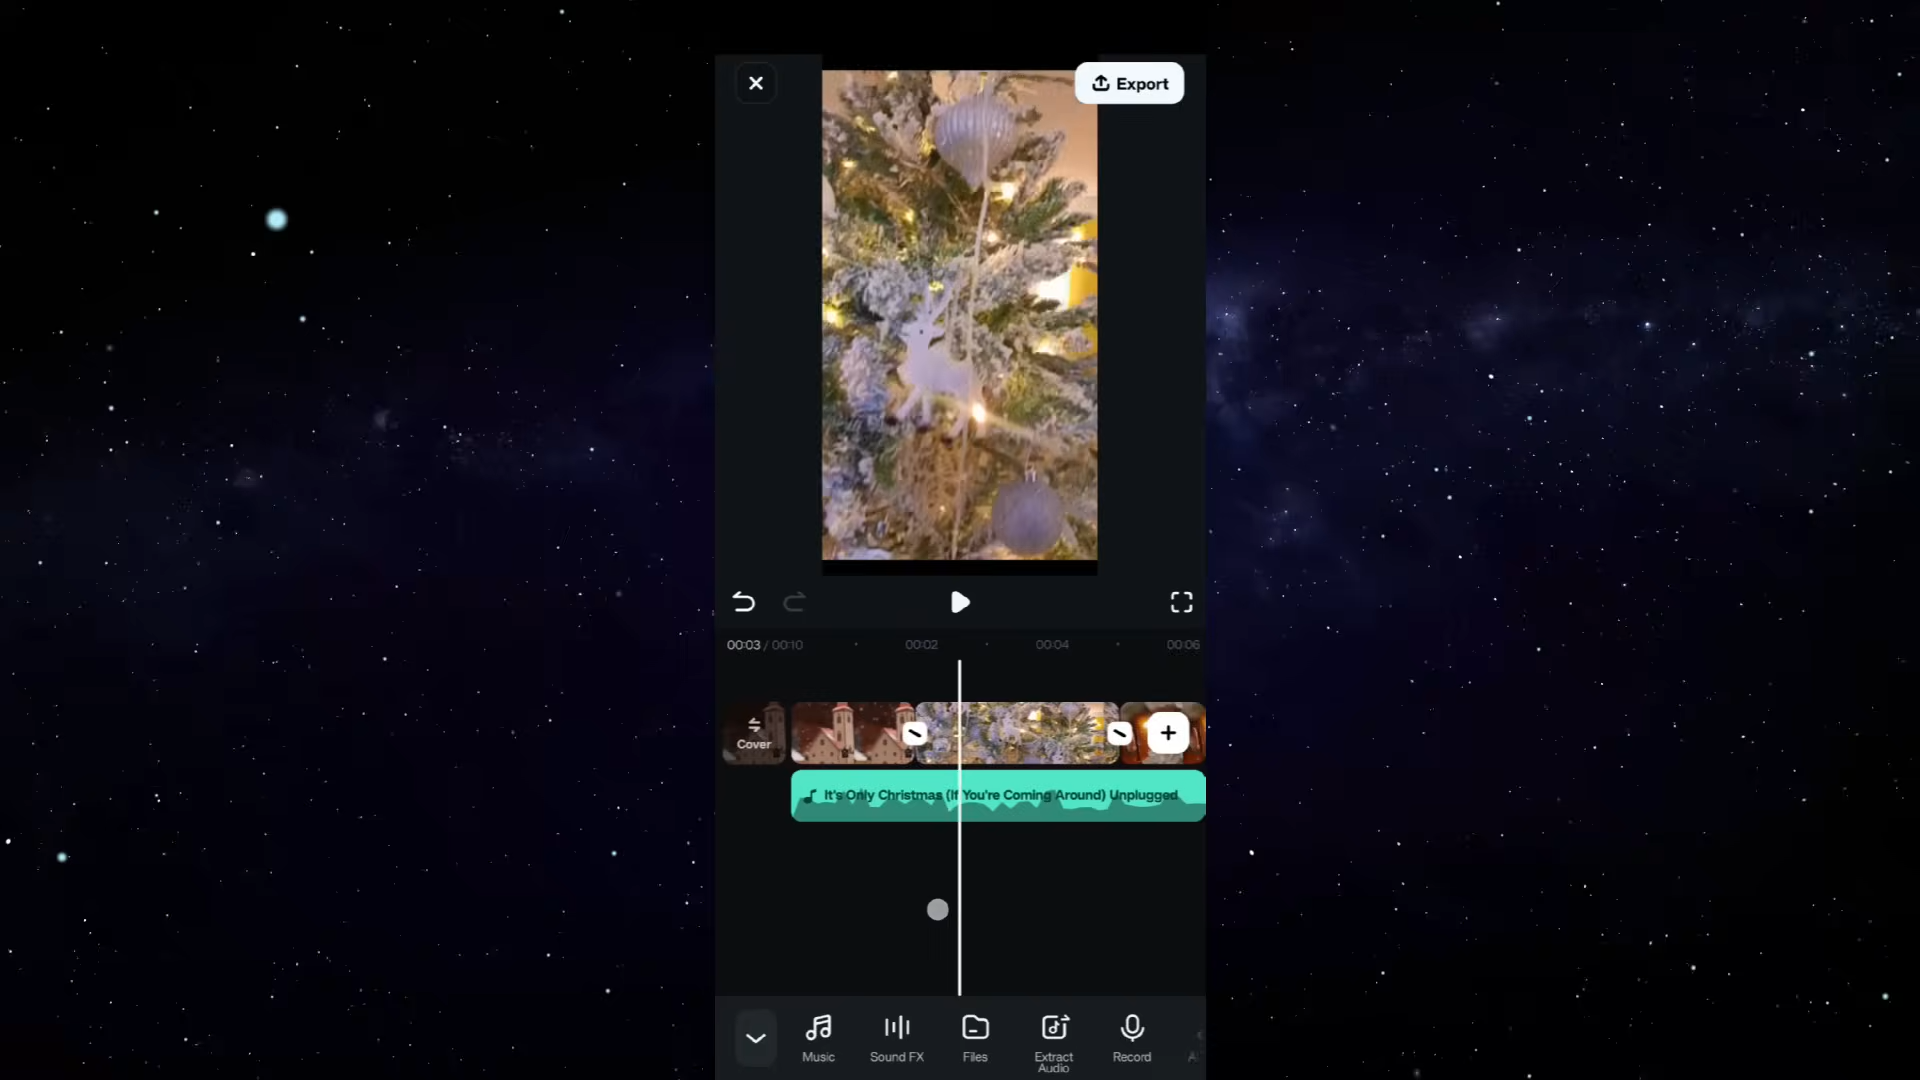 Export
00:03 / 00:10
00:02
00:04
00:06
Cover
It's Only Christmas (If You're Coming Around) Unplugged
Music
Sound FX
Files
Extract
Audio
Record